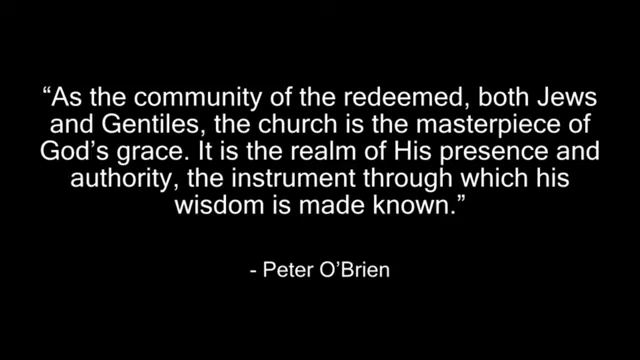 “As the community of the redeemed, both Jews
and Gentiles, the church is the masterpiece of
God’s grace. It is the realm of His presence and
authority, the instrument through which his
wisdom is made known.”
- Peter O’Brien